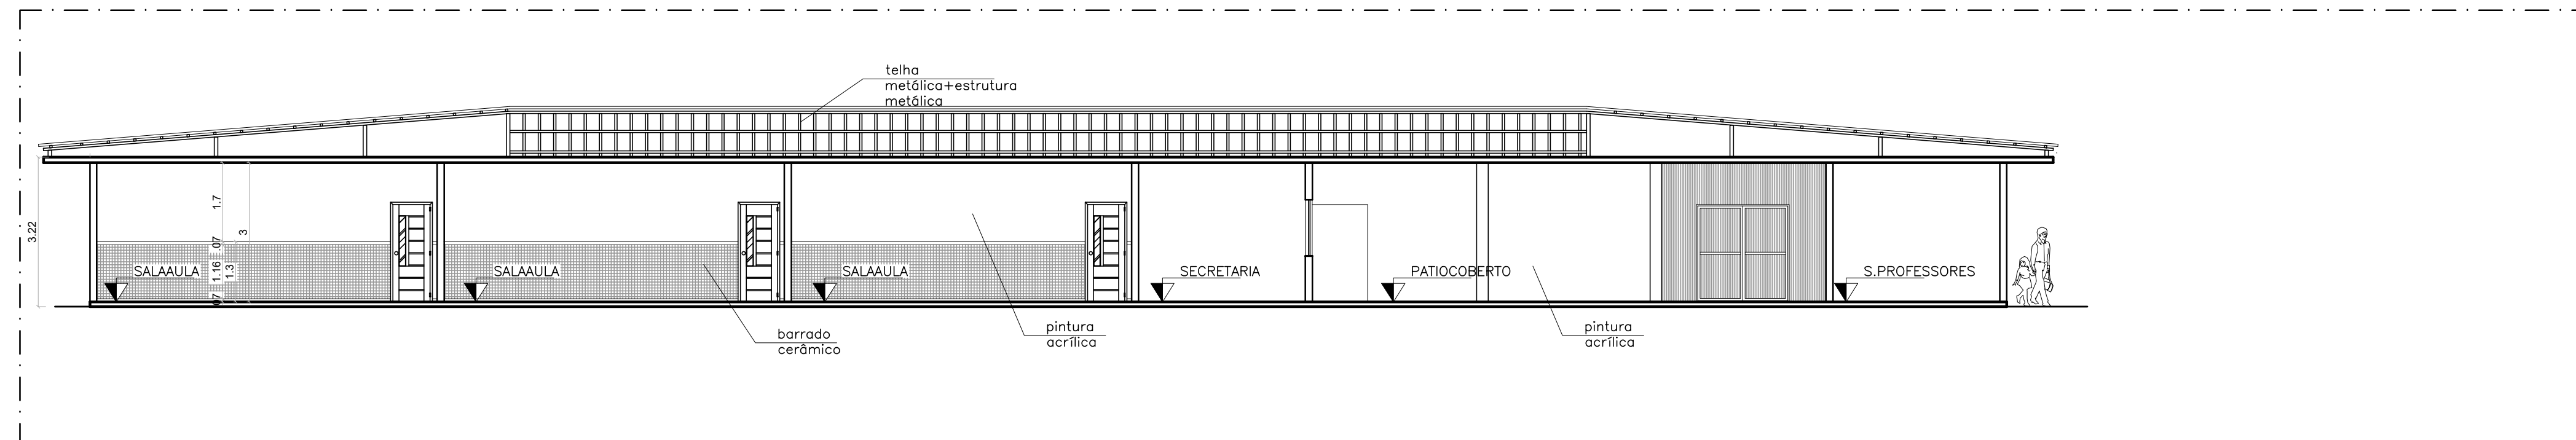 telha
metálica+estrutura
metálica
3.22
1.7
.07
3
1.16
1.3
.07
SALAAULA
SALAAULA
SALAAULA
SECRETARIA
PATIOCOBERTO
S.PROFESSORES
barrado
cerâmico
pintura
acrílica
pintura
acrílica